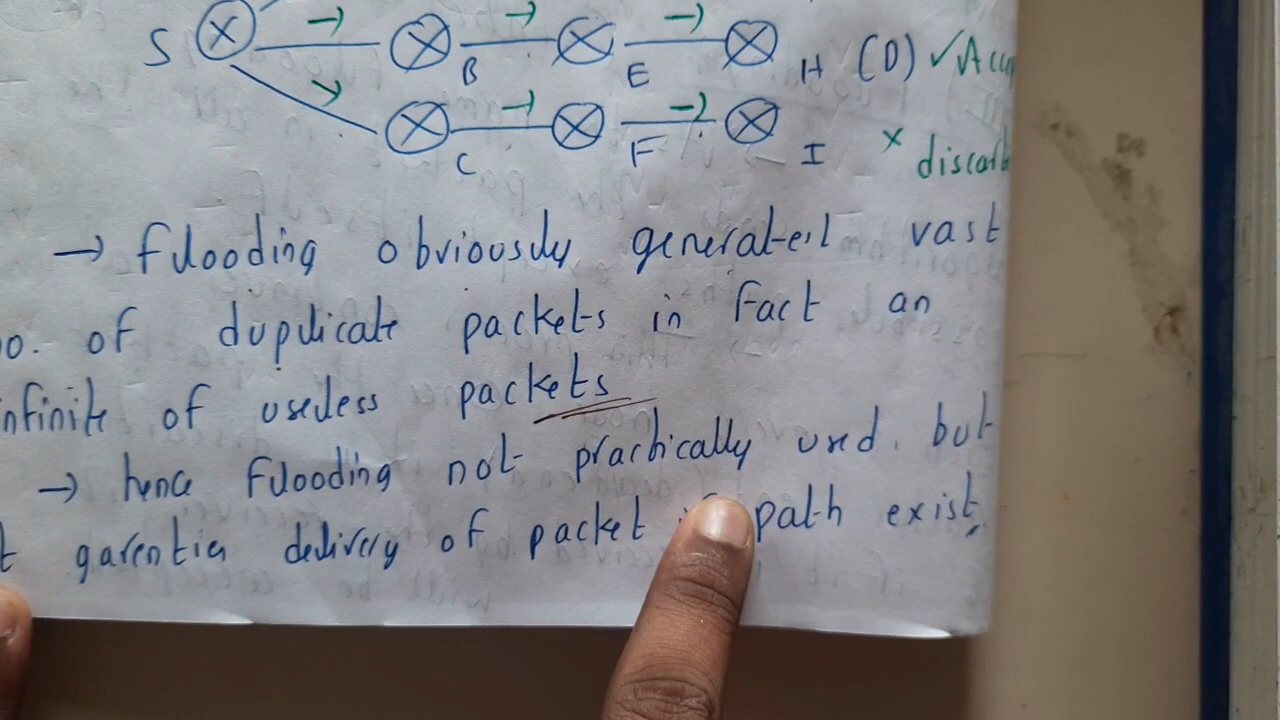 S B E H (D) ✓ Acc
C F I × discard
→ flooding obviously generated vast
no. of duplicate packets in fact an
infinite of useless packets
→ hence flooding not practically used. but
t garenties delivery of packet path exist